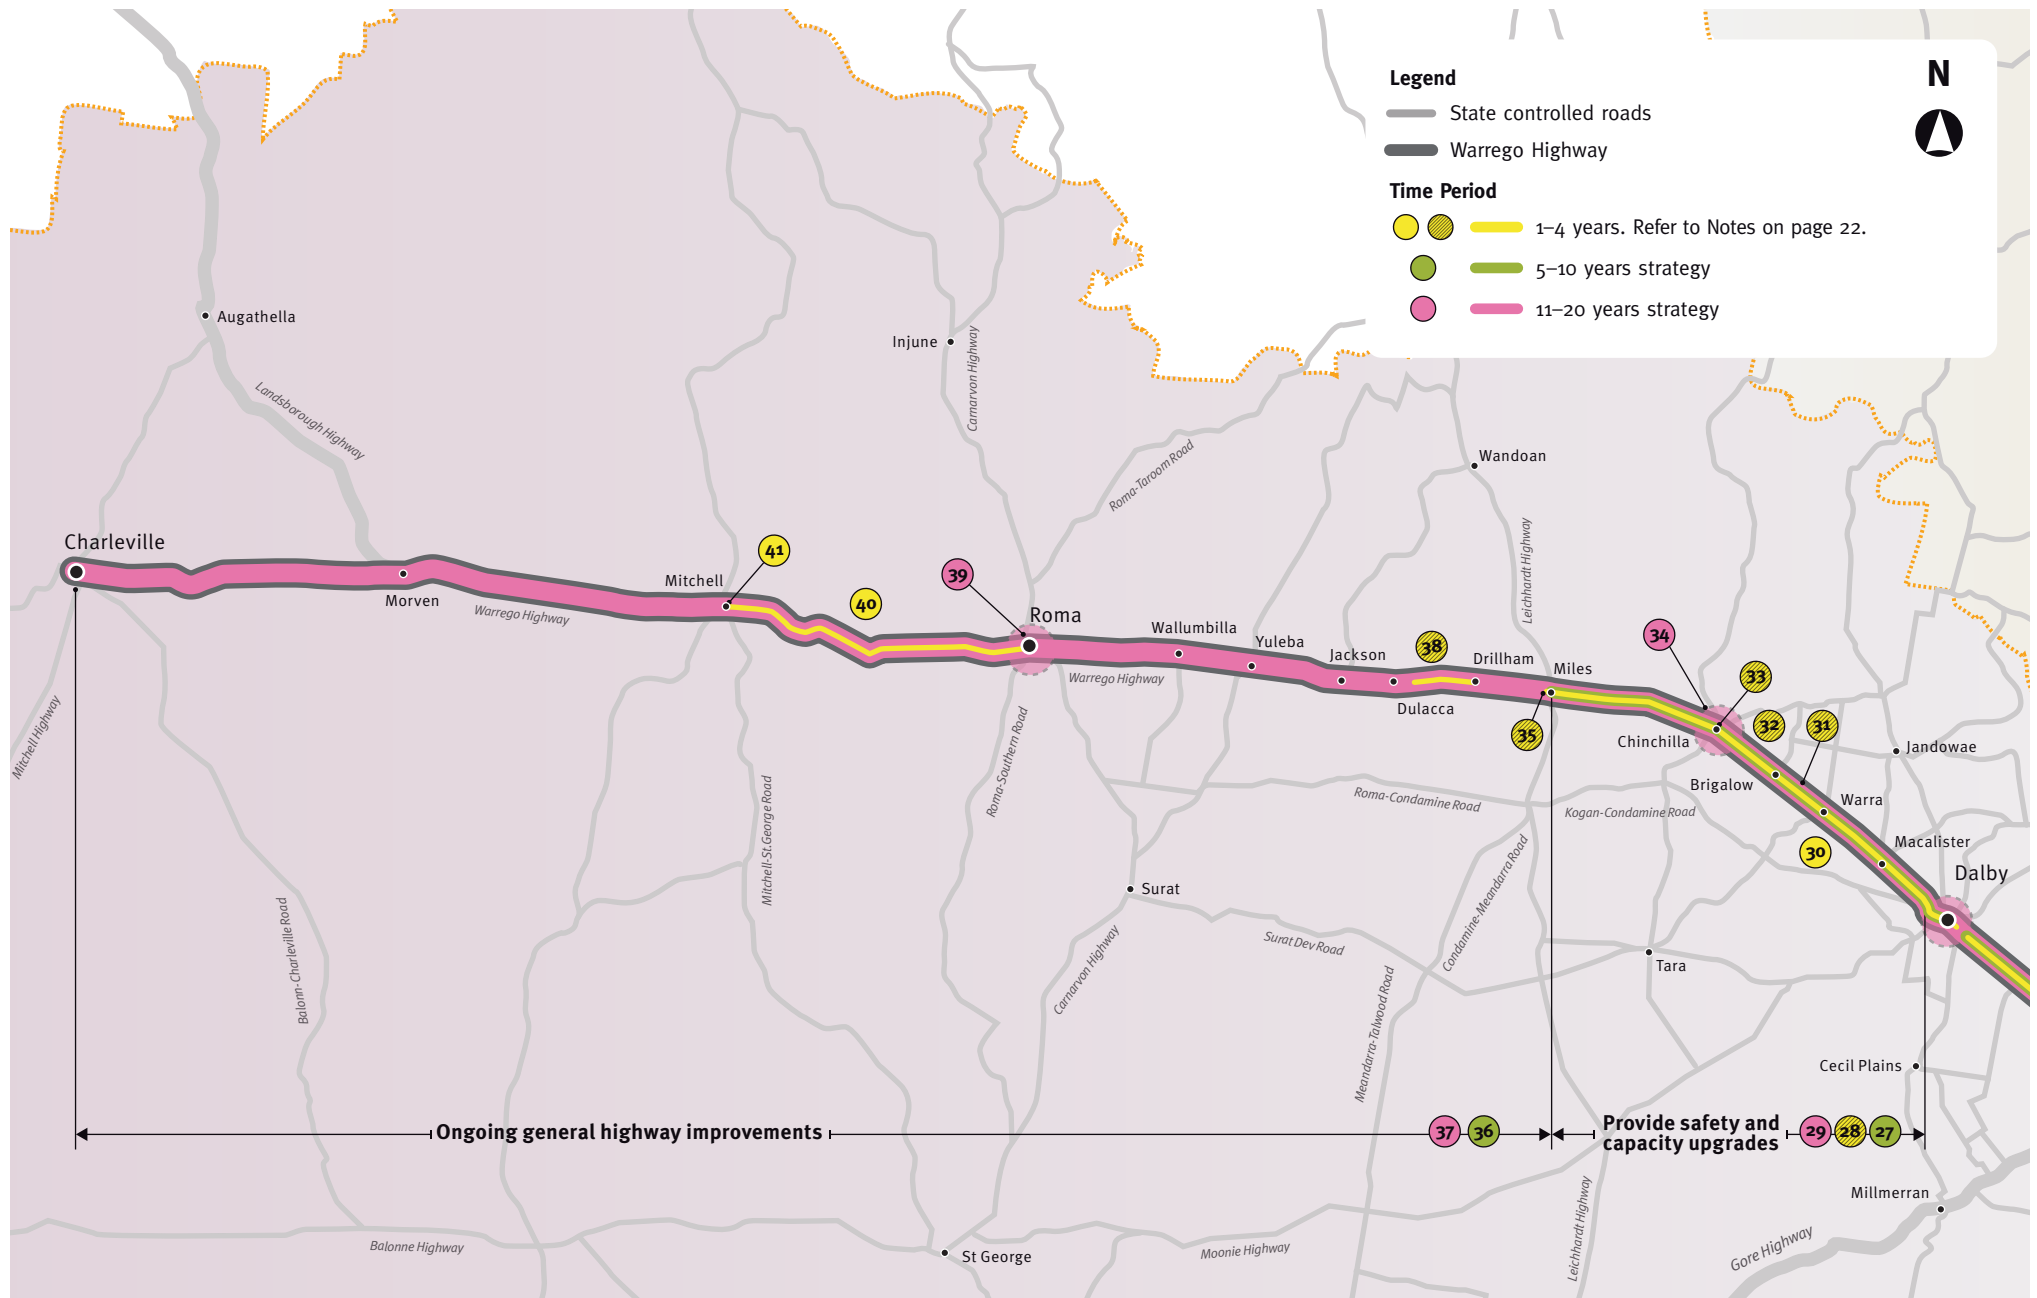 Legend
N
State controlled roads
Warrego Highway
Time Period
1–4 years. Refer to Notes on page 22.
5–10 years strategy
11–20 years strategy
Augathella
Injune
Carnarvon Highway
Landsborough Highway
Roma-Taroom Road
Wandoan
Leichhardt Highway
Charleville
41
Mitchell
39
40
Morven
Warrego Highway
Roma
Wallumbilla
Yuleba
Jackson
38
Drillham
Miles
34
33
Warrego Highway
Dulacca
35
Chinchilla
32
31
Jandowae
Mitchell Highway
Roma-Southern Road
Mitchell-St.George Road
Roma-Condamine Road
Kogan-Condamine Road
Brigalow
Warra
Macalister
30
Dalby
Surat
Condamine-Meandarra Road
Balonn-Charleville Road
Carnarvon Highway
Surat Dev Road
Tara
Meandarra-Talwood Road
Cecil Plains
Ongoing general highway improvements
37
36
Provide safety and
capacity upgrades
29
28
27
Millmerran
Balonne Highway
St George
Moonie Highway
Leichhardt Highway
Gore Highway